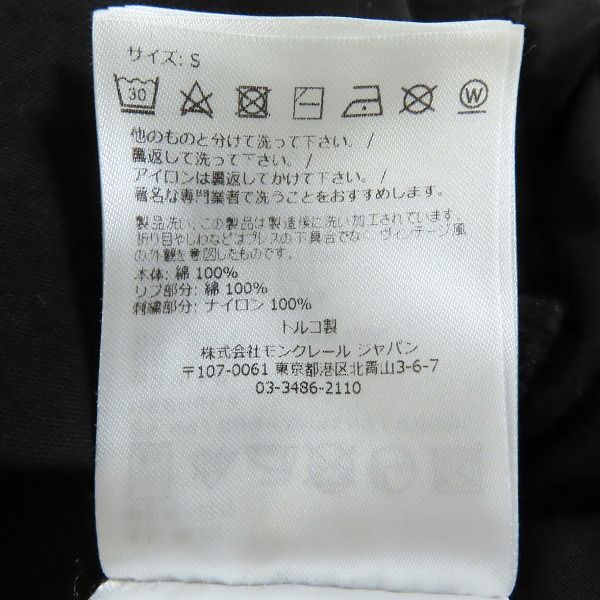 サイズ: S
30
W
他のものと分けて洗って下さい。/
裏返して洗って下さい。/
アイロンは裏返してかけて下さい。/
著名な専門業者で洗うことをおすすめします。
製品洗い、この製品は製造後に洗い加工されています。
折り目やしわなどはプレスの不具合でなく ヴィンテージ風
の外観を意図したものです。
本体: 綿 100%
リブ部分: 綿 100%
刺繍部分: ナイロン 100%
トルコ製
株式会社モンクレール ジャパン
〒107-0061 東京都港区北青山3-6-7
03-3486-2110